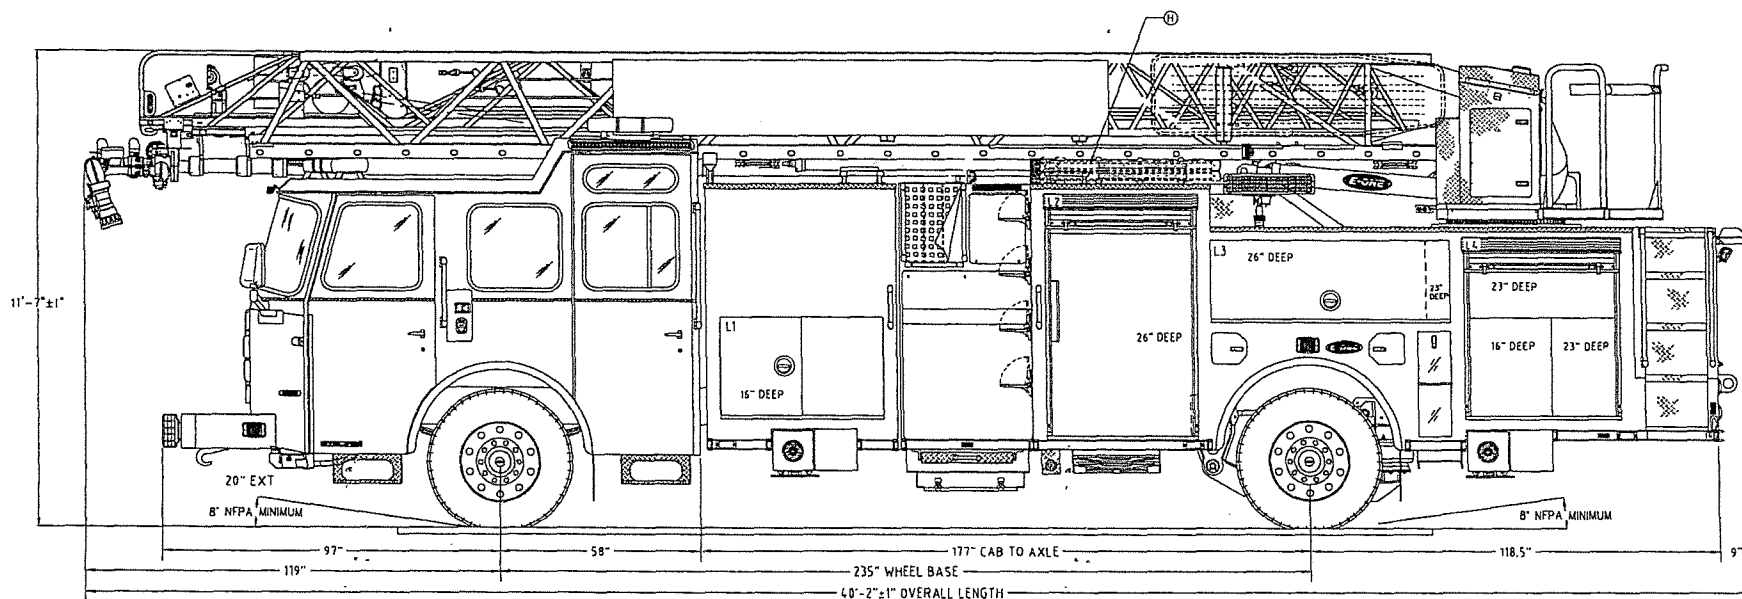 H
E-ONE
11'-7"±1"
L2
L3
26" DEEP
L4
23" DEEP
23"
DEEP
L1
26" DEEP
16" DEEP
23" DEEP
16" DEEP
20" EXT
8" NFPA MINIMUM
8" NFPA MINIMUM
97"
58"
177" CAB TO AXLE
118.5"
9"
119"
235" WHEEL BASE
40'-2"±1" OVERALL LENGTH